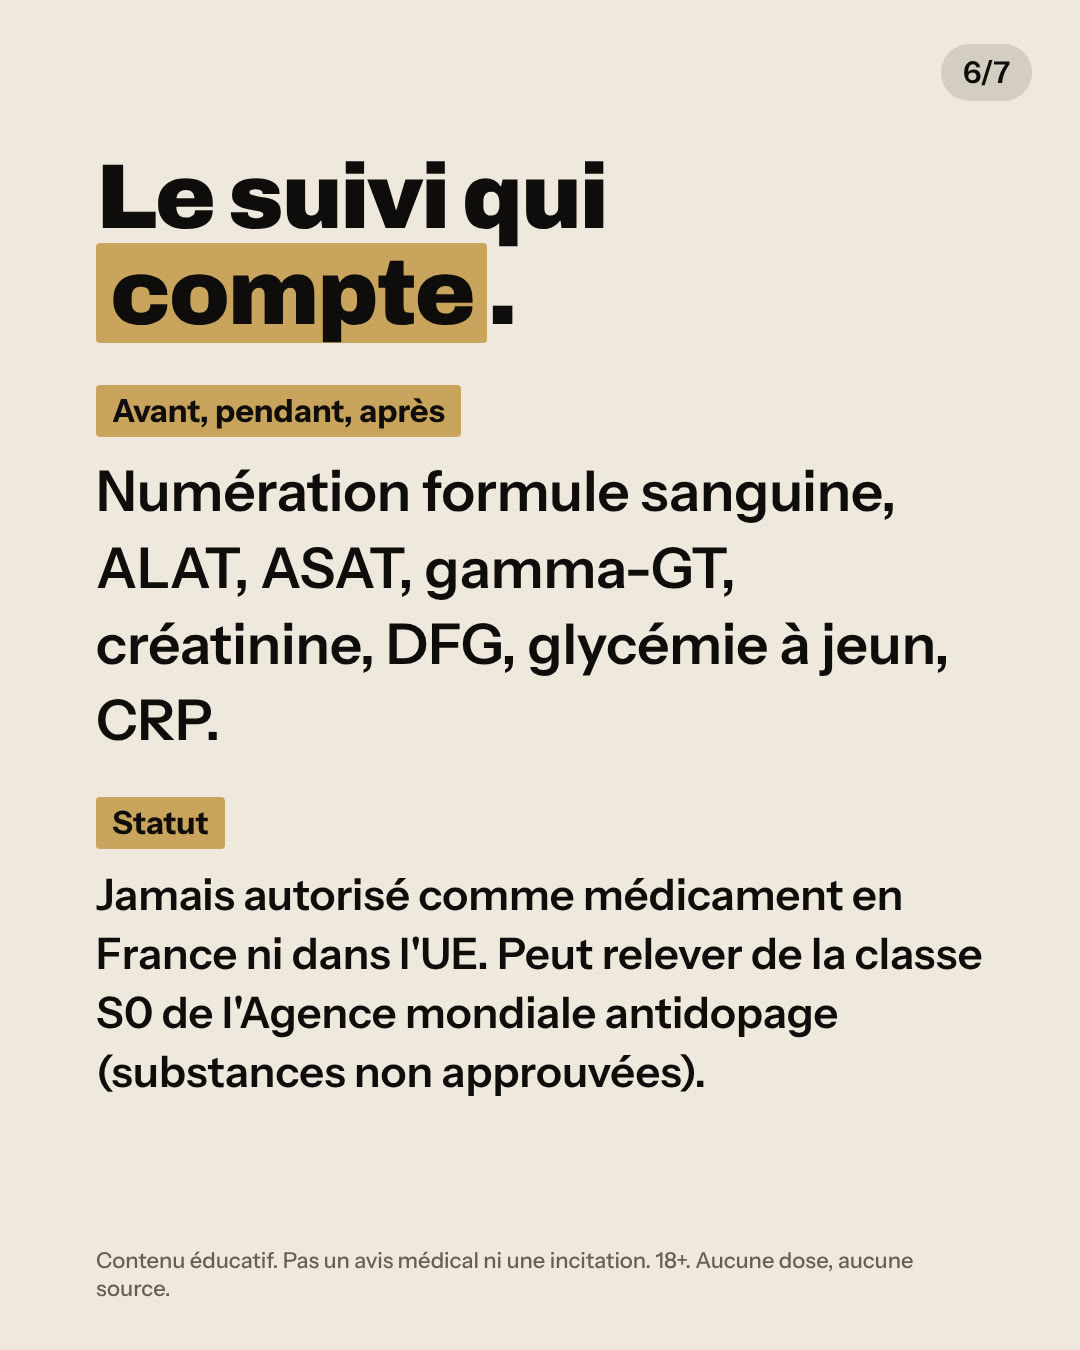 6/7
Le suivi qui
compte.
Avant, pendant, après
Numération formule sanguine,
ALAT, ASAT, gamma-GT,
créatinine, DFG, glycémie à jeun,
CRP.
Statut
Jamais autorisé comme médicament en
France ni dans l'UE. Peut relever de la classe
S0 de l'Agence mondiale antidopage
(substances non approuvées).
Contenu éducatif. Pas un avis médical ni une incitation. 18+. Aucune dose, aucune
source.